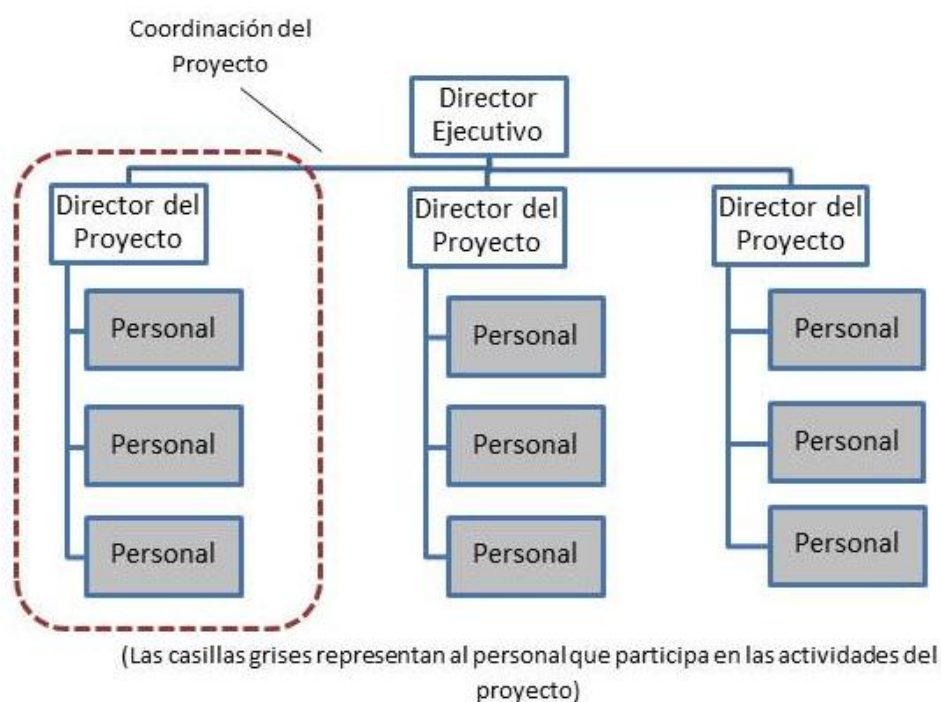 Coordinación del
Proyecto
Director
Ejecutivo
Director del
Proyecto
Director del
Proyecto
Director del
Proyecto
Personal
Personal
Personal
Personal
Personal
Personal
Personal
Personal
Personal
(Las casillas grises representan al personal que participa en las actividades del
proyecto)